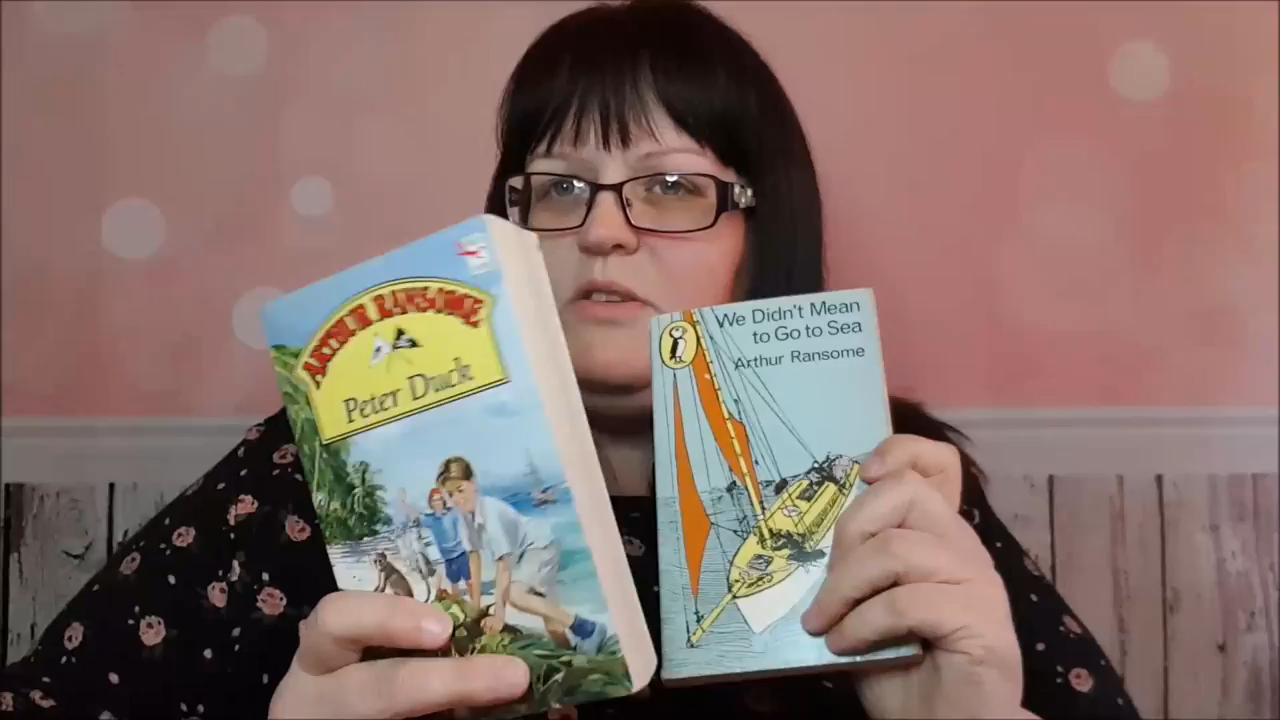 ARTHUR RANSOME
Peter Duck
We Didn't Mean
to Go to Sea
Arthur Ransome